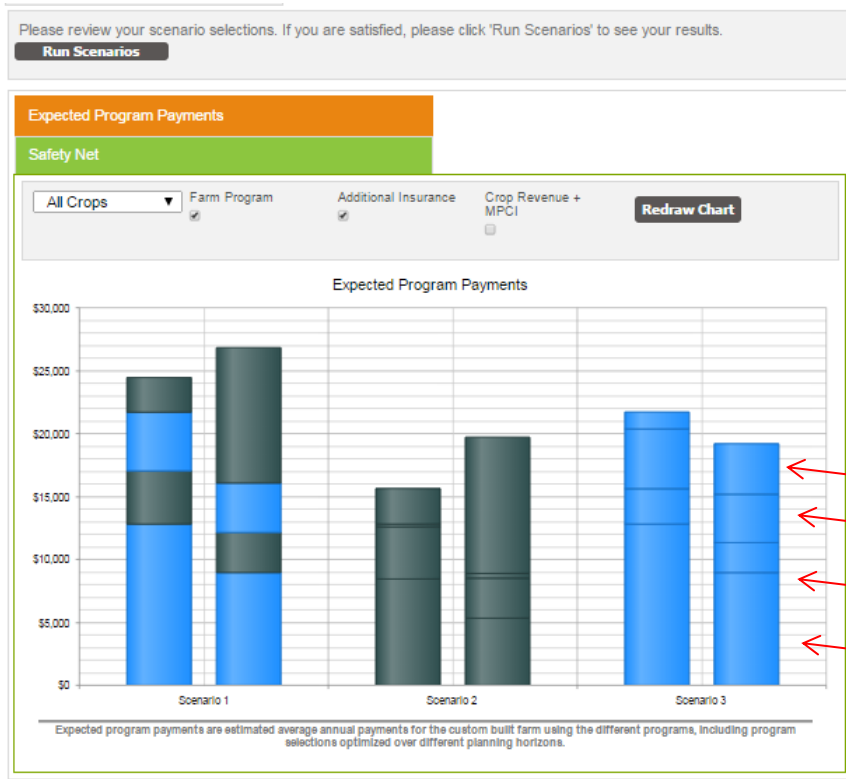 Please review your scenario selections. If you are satisfied, please click 'Run Scenarios' to see your results.
Run Scenarios
Expected Program Payments
Safety Net
All Crops
Farm Program
Additional Insurance
Crop Revenue +
MPCI
Redraw Chart
Expected Program Payments
$30,000
$25,000
$20,000
$15,000
$10,000
$5,000
$0
Scenario 1
Scenario 2
Scenario 3
Expected program payments are estimated average annual payments for the custom built farm using the different programs, including program
selections optimized over different planning horizons.